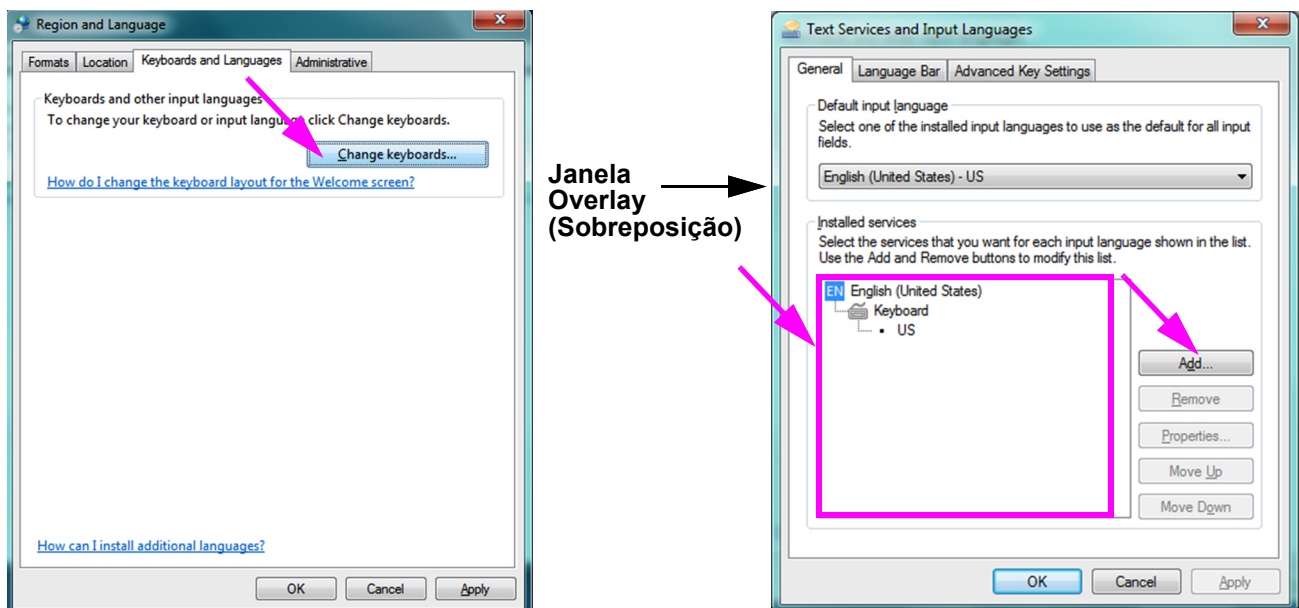 Region and Language
Formats Location Keyboards and Languages Administrative
Keyboards and other input languages
To change your keyboard or input language click Change keyboards.
Change keyboards...
How do I change the keyboard layout for the Welcome screen?
How can I install additional languages?
OK Cancel Apply
Janela
Overlay
(Sobreposição)
Text Services and Input Languages
General Language Bar Advanced Key Settings
Default input language
Select one of the installed input languages to use as the default for all input
fields.
English (United States) - US
Installed services
Select the services that you want for each input language shown in the list.
Use the Add and Remove buttons to modify this list.
EN English (United States)
Keyboard
US
Add...
Remove
Properties...
Move Up
Move Down
OK Cancel Apply